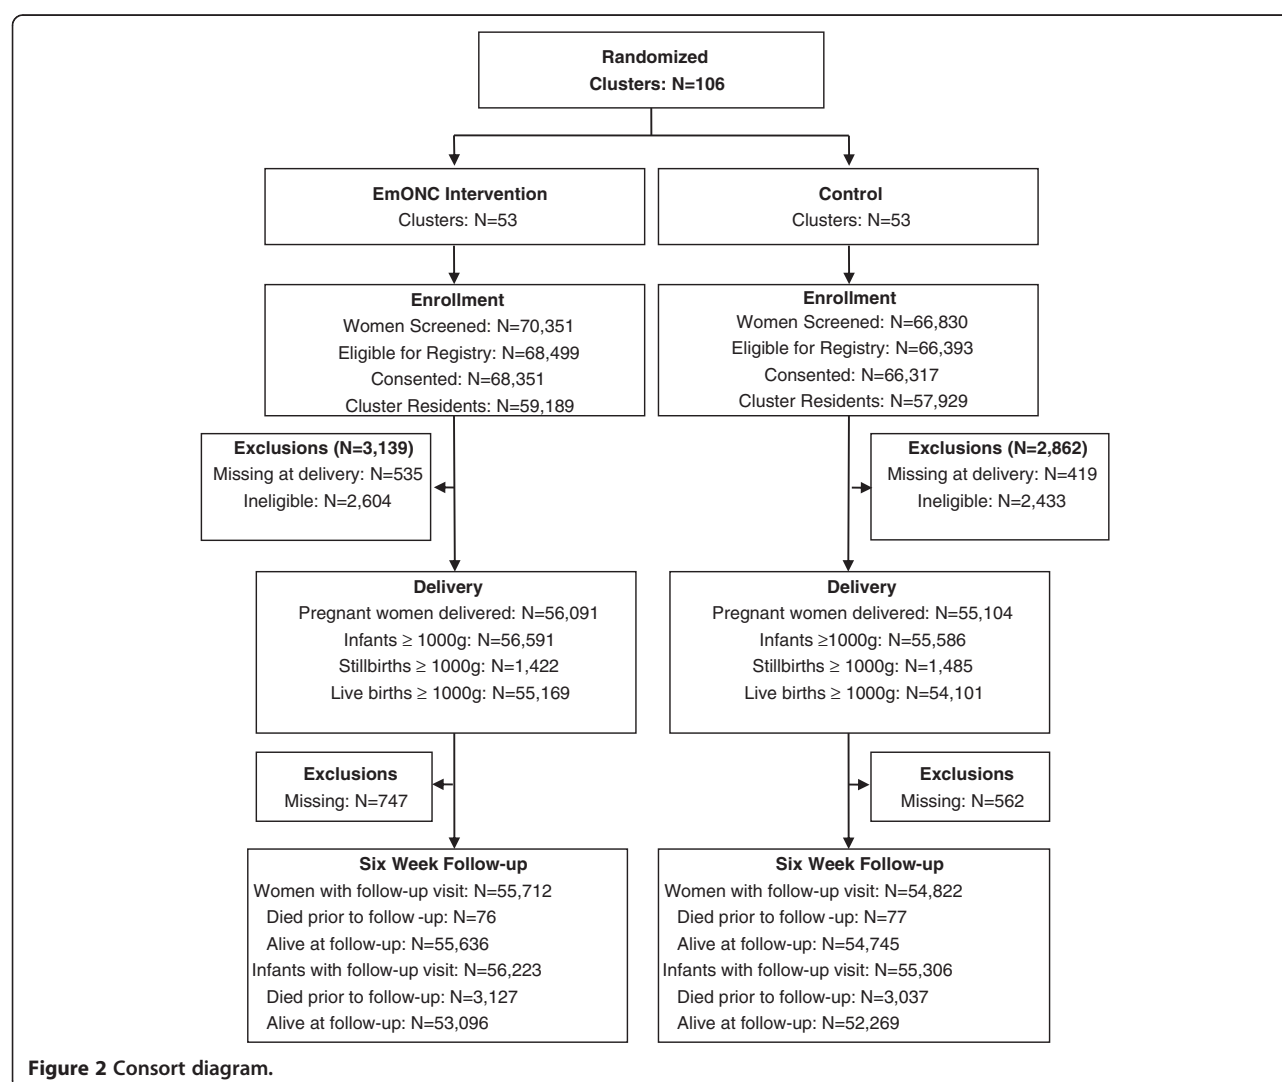 Randomized
Clusters: N=106
EmONC Intervention
Clusters: N=53
Control
Clusters: N=53
Enrollment
Women Screened: N=70,351
Eligible for Registry: N=68,499
Consented: N=68,351
Cluster Residents: N=59,189
Enrollment
Women Screened: N=66,830
Eligible for Registry: N=66,393
Consented: N=66,317
Cluster Residents: N=57,929
Exclusions (N=3,139)
Missing at delivery: N=535
Ineligible: N=2,604
Exclusions (N=2,862)
Missing at delivery: N=419
Ineligible: N=2,433
Delivery
Pregnant women delivered: N=56,091
Infants ≥ 1000g: N=56,591
Stillbirths ≥ 1000g: N=1,422
Live births ≥ 1000g: N=55,169
Delivery
Pregnant women delivered: N=55,104
Infants ≥1000g: N=55,586
Stillbirths ≥ 1000g: N=1,485
Live births ≥ 1000g: N=54,101
Exclusions
Missing: N=747
Exclusions
Missing: N=562
Six Week Follow-up
Women with follow-up visit: N=55,712
Died prior to follow-up: N=76
Alive at follow-up: N=55,636
Infants with follow-up visit: N=56,223
Died prior to follow-up: N=3,127
Alive at follow-up: N=53,096
Six Week Follow-up
Women with follow-up visit: N=54,822
Died prior to follow-up: N=77
Alive at follow-up: N=54,745
Infants with follow-up visit: N=55,306
Died prior to follow-up: N=3,037
Alive at follow-up: N=52,269
Figure 2 Consort diagram.